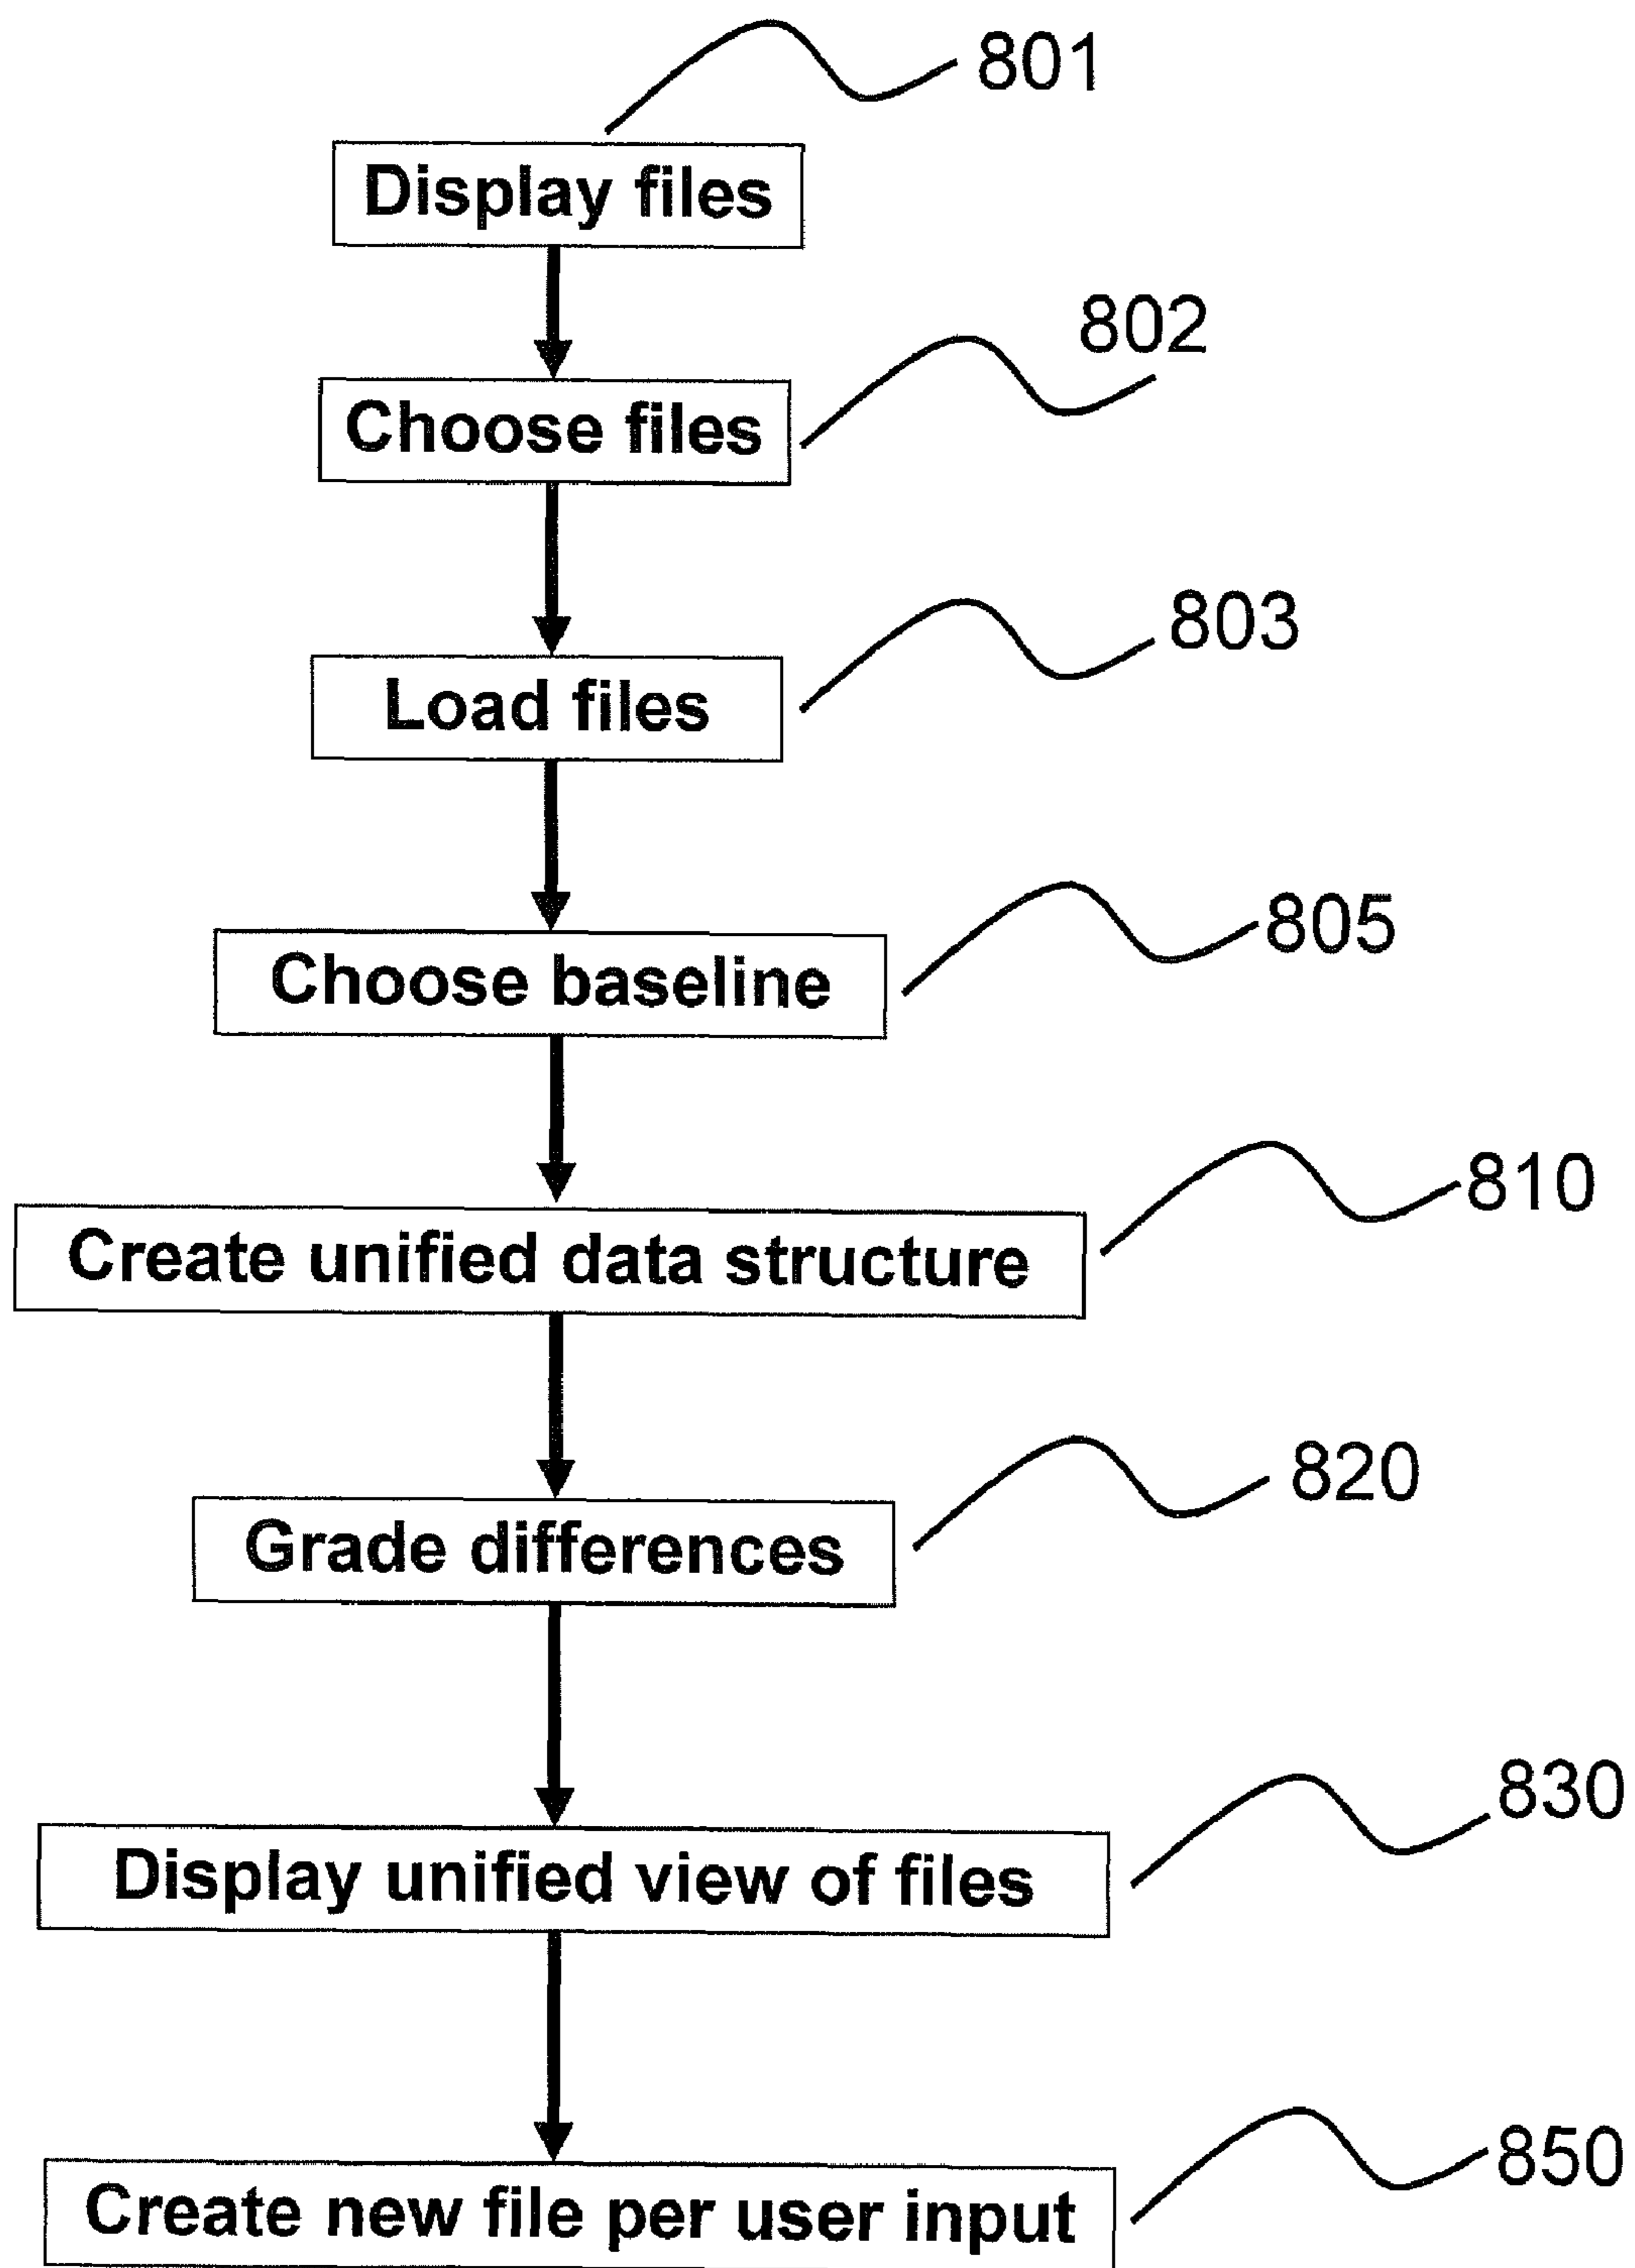 801
Display files
802
Choose files
803
Load files
805
Choose baseline
810
Create unified data structure
820
Grade differences
830
Display unified view of files
850
Create new file per user input